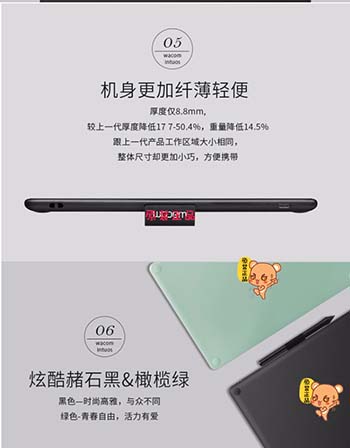 05
wacom
intuos
机身更加纤薄轻便
厚度仅8.8mm,
较上一代厚度降低17 7-50.4%，重量降低14.5%
跟上一代产品工作区域大小相同，
整体尺寸却更加小巧，方便携带
wacom
06
wacom
intuos
炫酷赭石黑&橄榄绿
黑色—时尚高雅，与众不同
绿色-青春自由，活力有爱